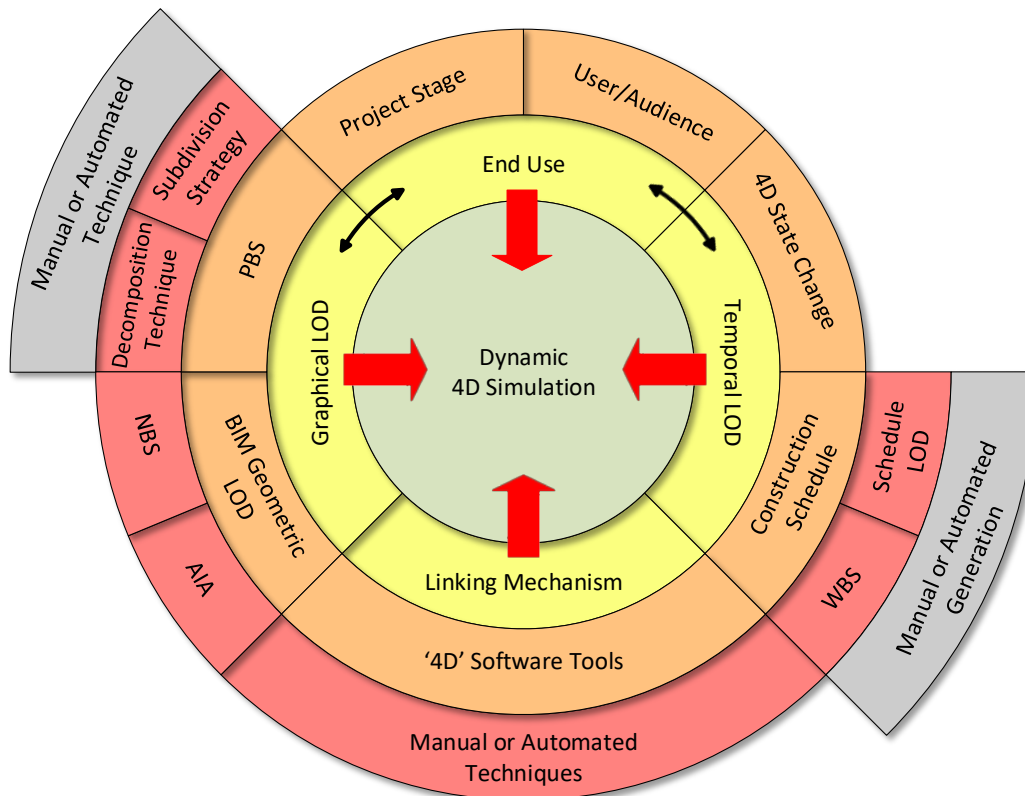 Project Stage
User/Audience
Manual or Automated
Technique
Subdivision
Strategy
Decomposition
Technique
PBS
End Use
4D State Change
Graphical LOD
Dynamic
4D Simulation
Temporal LOD
NBS
BIM Geometric
LOD
AIA
Construction
Schedule
Schedule
LOD
WBS
Manual or Automated
Generation
Linking Mechanism
‘4D’ Software Tools
Manual or Automated
Techniques